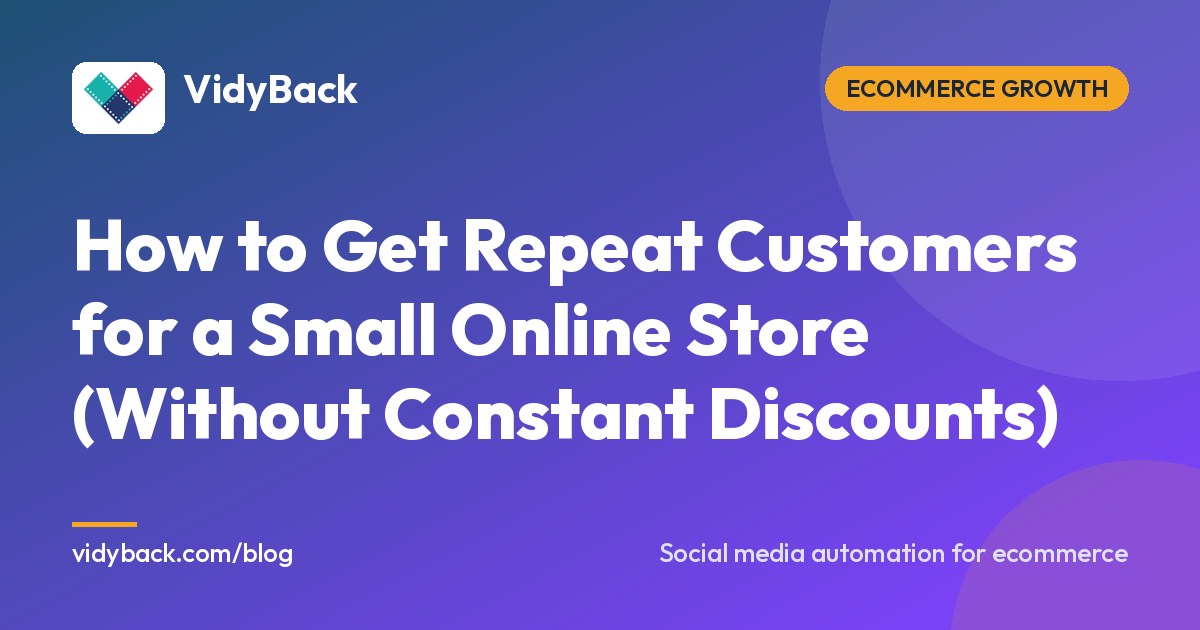 VidyBack
ECOMMERCE GROWTH
How to Get Repeat Customers
for a Small Online Store
(Without Constant Discounts)
vidyback.com/blog
Social media automation for ecommerce